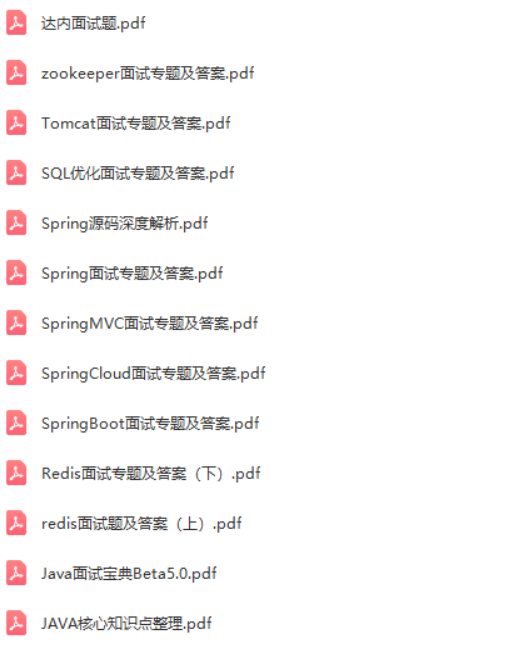 达内面试题.pdf
zookeeper面试专题及答案.pdf
Tomcat面试专题及答案.pdf
SQL优化面试专题及答案.pdf
Spring源码深度解析.pdf
Spring面试专题及答案.pdf
SpringMVC面试专题及答案.pdf
SpringCloud面试专题及答案.pdf
SpringBoot面试专题及答案.pdf
Redis面试专题及答案（下）.pdf
redis面试题及答案（上）.pdf
Java面试宝典Beta5.0.pdf
JAVA核心知识点整理.pdf